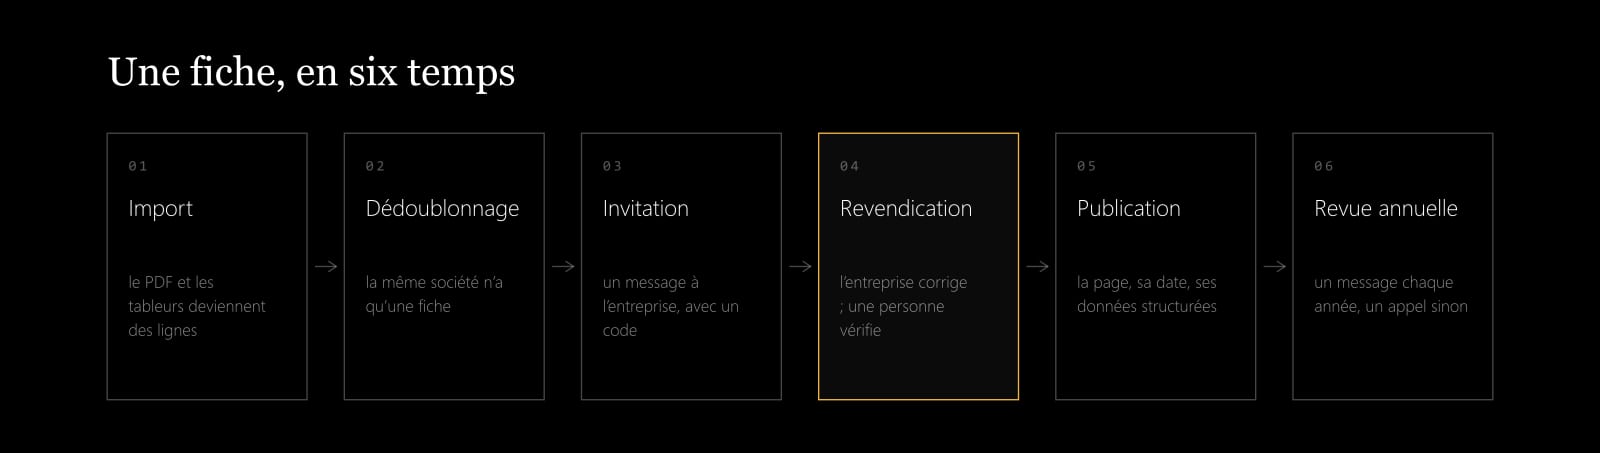 Une fiche, en six temps
01
Import
le PDF et les
tableurs deviennent
des lignes
02
Dédoublonnage
la même société n’a
qu’une fiche
03
Invitation
un message à
l’entreprise, avec un
code
04
Revendication
l’entreprise corrige
; une personne
vérifie
05
Publication
la page, sa date, ses
données structurées
06
Revue annuelle
un message chaque
année, un appel sinon